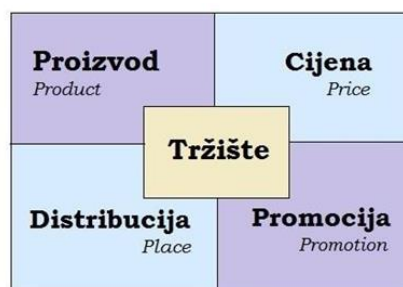 Proizvod
Product
Cijena
Price
Tržište
Distribucija
Place
Promocija
Promotion